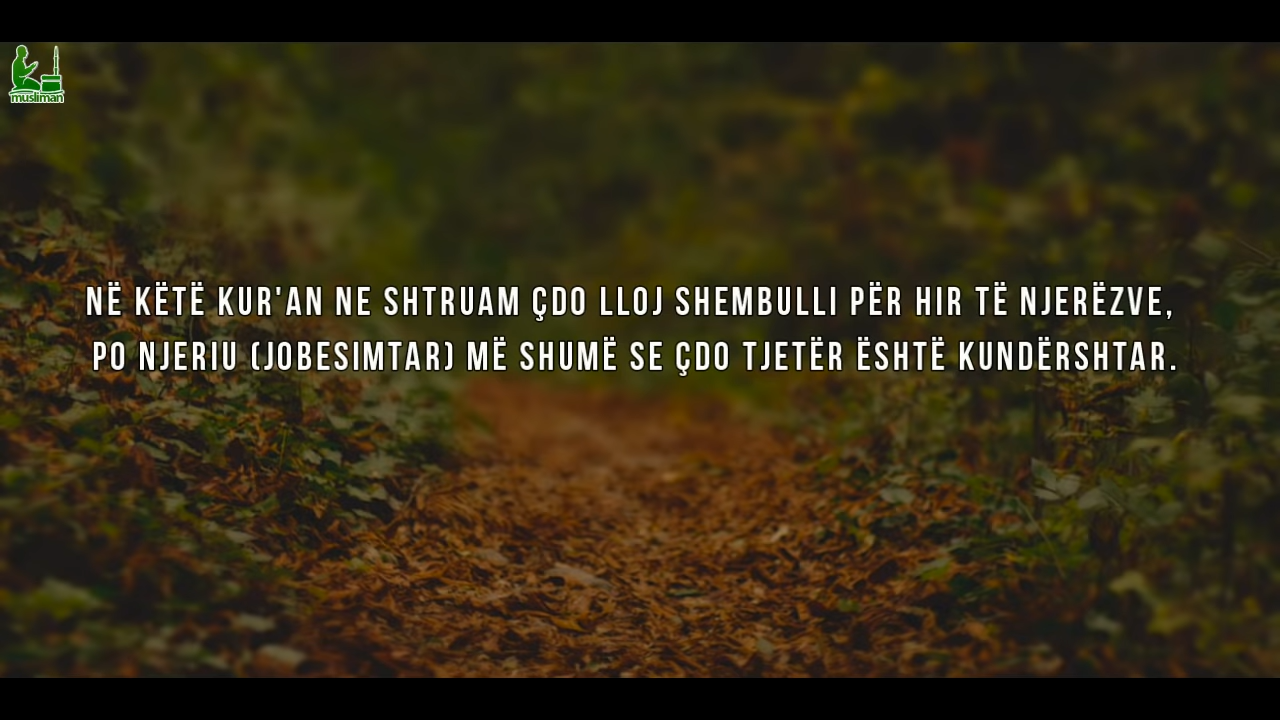 musliman
NË KËTË KUR'AN NE SHTRUAM ÇDO LLOJ SHEMBULLI PËR HIR TË NJERËZVE,
PO NJERIU (JOBESIMTAR) MË SHUMË SE ÇDO TJETËR ËSHTË KUNDËRSHTAR.